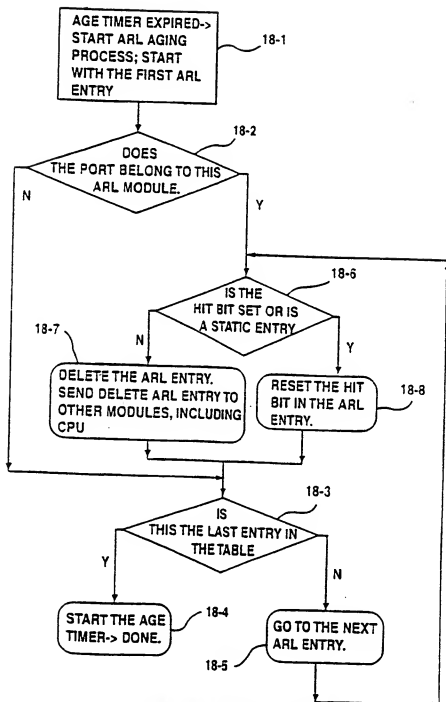 AGE TIMER EXPIRED->
START ARL AGING
PROCESS; START
WITH THE FIRST ARL
ENTRY
18-1
18-2
DOES
THE PORT BELONG TO THIS
ARL MODULE.
N
Y
18-6
IS THE
HIT BIT SET OR IS
A STATIC ENTRY
18-7
N
Y
DELETE THE ARL ENTRY.
SEND DELETE ARL ENTRY TO
OTHER MODULES, INCLUDING
CPU
RESET THE HIT
BIT IN THE ARL
ENTRY.
18-8
18-3
IS
THIS THE LAST ENTRY IN
THE TABLE
Y
N
START THE AGE
TIMER-> DONE.
18-4
GO TO THE NEXT
ARL ENTRY.
18-5